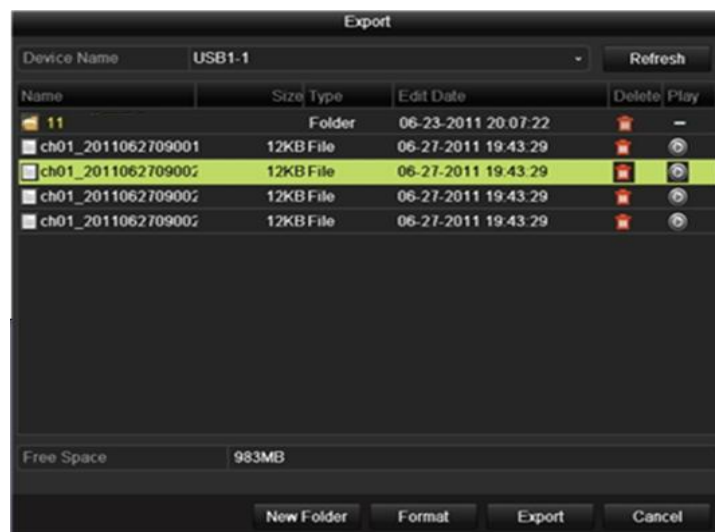 Export
Device Name USB1-1 Refresh
Name Size Type Edit Date Delete Play
11 Folder 06-23-2011 20:07:22 –
ch01_2011062709001 12KB File 06-27-2011 19:43:29
ch01_2011062709002 12KB File 06-27-2011 19:43:29
ch01_2011062709002 12KB File 06-27-2011 19:43:29
ch01_2011062709002 12KB File 06-27-2011 19:43:29
Free Space 983MB
New Folder Format Export Cancel